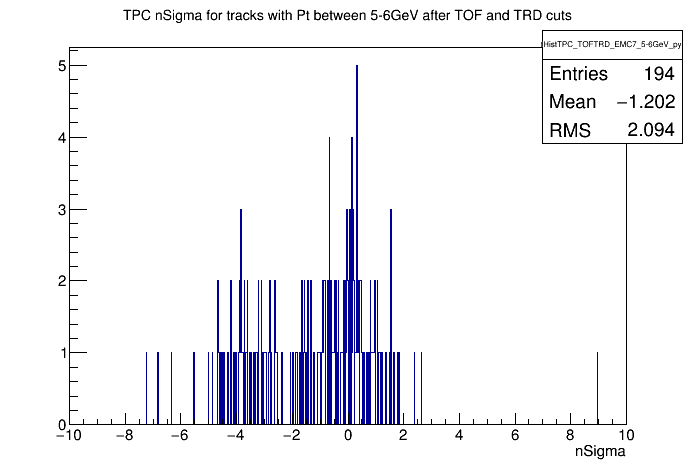 TPC nSigma for tracks with Pt between 5-6GeV after TOF and TRD cuts
HistTPC_TOFTRD_EMC7_5-6GeV_py
Entries 194
Mean −1.202
RMS 2.094
5
4
3
2
1
0
−10 −8 −6 −4 −2 0 2 4 6 8 10
nSigma